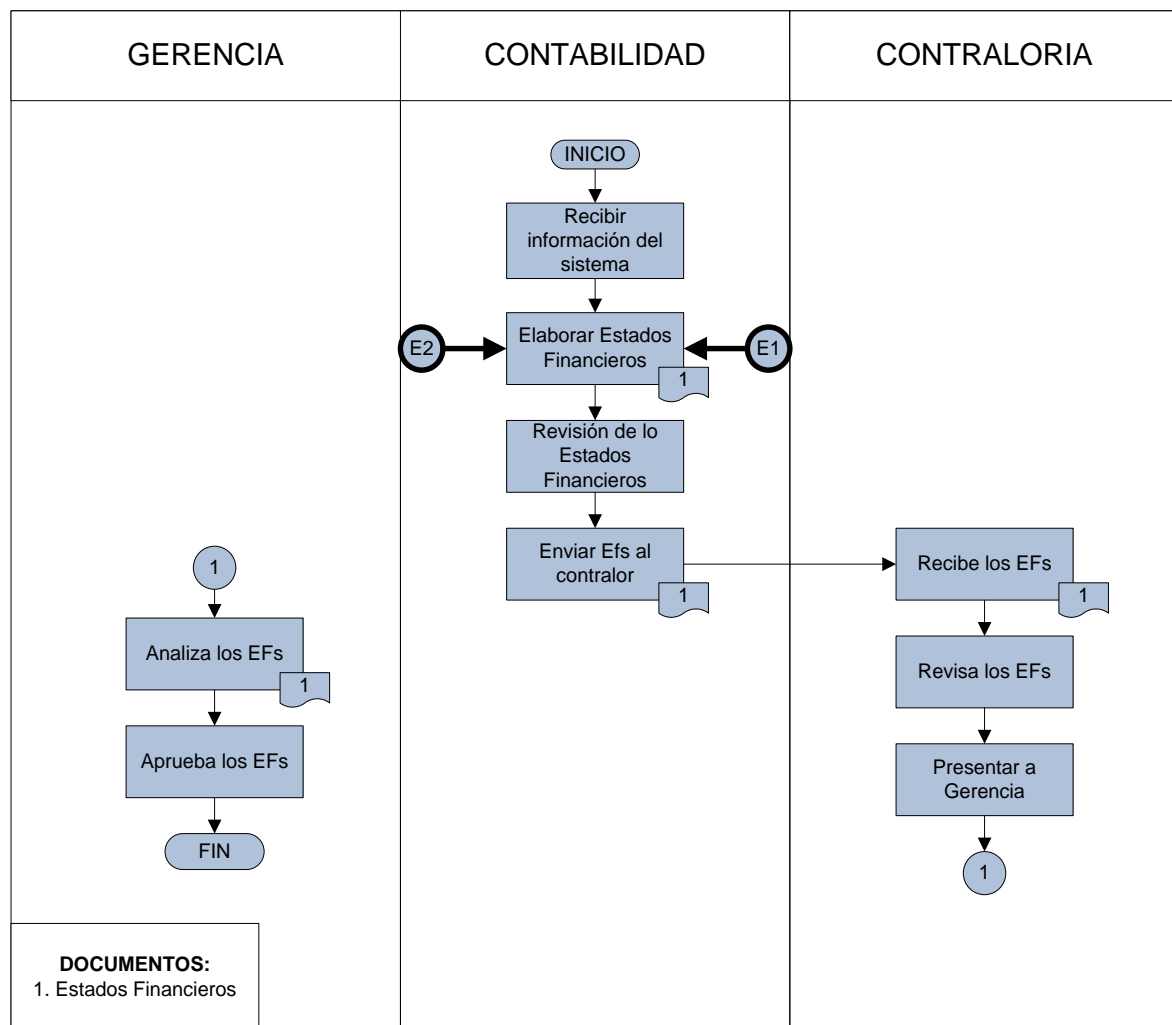 GERENCIA
CONTABILIDAD
CONTRALORIA
INICIO
Recibir
información del
sistema
E2
Elaborar Estados
Financieros
1
E1
Revisión de lo
Estados
Financieros
Enviar Efs al
contralor
1
Recibe los EFs
1
Revisa los EFs
Presentar a
Gerencia
1
1
Analiza los EFs
1
Aprueba los EFs
FIN
DOCUMENTOS:
1. Estados Financieros